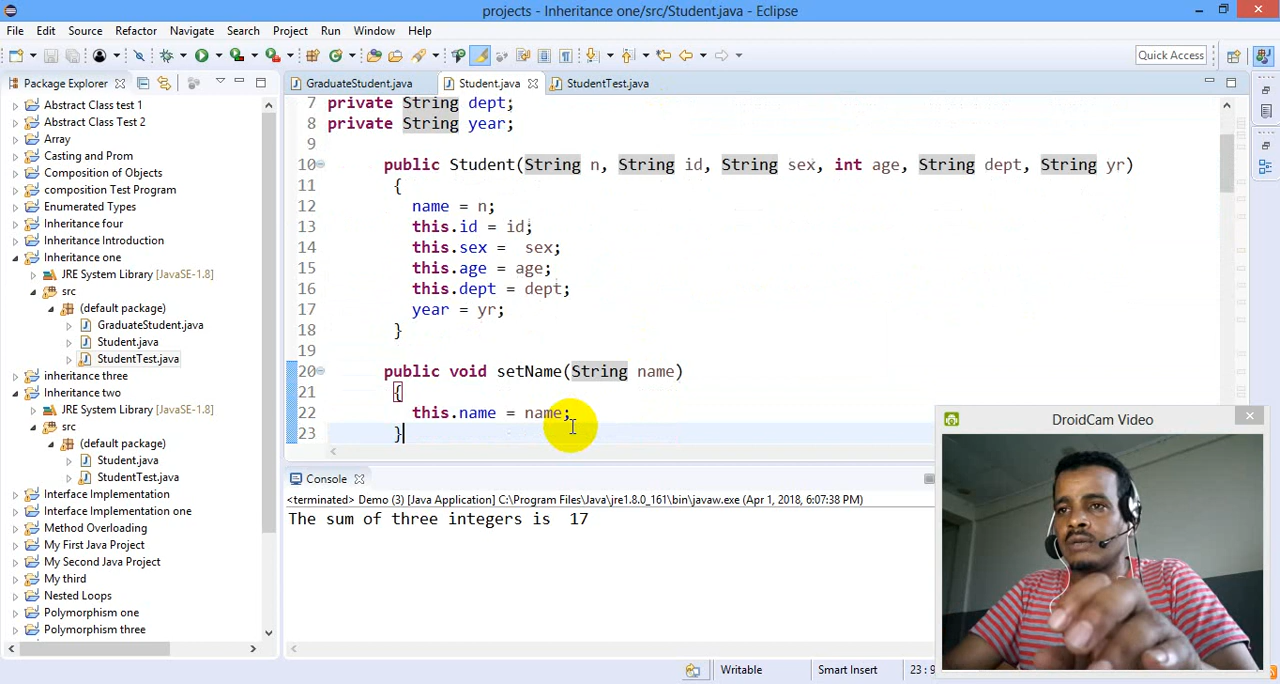 projects - Inheritance one/src/Student.java - Eclipse
File Edit Source Refactor Navigate Search Project Run Window Help
Quick Access
Package Explorer
GraduateStudent.java
Student.java
StudentTest.java
Abstract Class test 1
Abstract Class Test 2
Array
Casting and Prom
Composition of Objects
composition Test Program
Enumerated Types
Inheritance four
Inheritance Introduction
Inheritance one
JRE System Library [JavaSE-1.8]
src
(default package)
GraduateStudent.java
Student.java
StudentTest.java
inheritance three
Inheritance two
JRE System Library [JavaSE-1.8]
src
(default package)
Student.java
StudentTest.java
Interface Implementation
Interface Implementation one
Method Overloading
My First Java Project
My Second Java Project
My third
Nested Loops
Polymorphism one
Polymorphism three
7 private String dept;
8 private String year;
9
10 public Student(String n, String id, String sex, int age, String dept, String yr)
11 {
12 name = n;
13 this.id = id;
14 this.sex = sex;
15 this.age = age;
16 this.dept = dept;
17 year = yr;
18 }
19
20 public void setName(String name)
21 {
22 this.name = name;
23 }
Console
<terminated> Demo (3) [Java Application] C:\Program Files\Java\jre1.8.0_161\bin\javaw.exe (Apr 1, 2018, 6:07:38 PM)
The sum of three integers is 17
DroidCam Video
Writable
Smart Insert
23 : 9